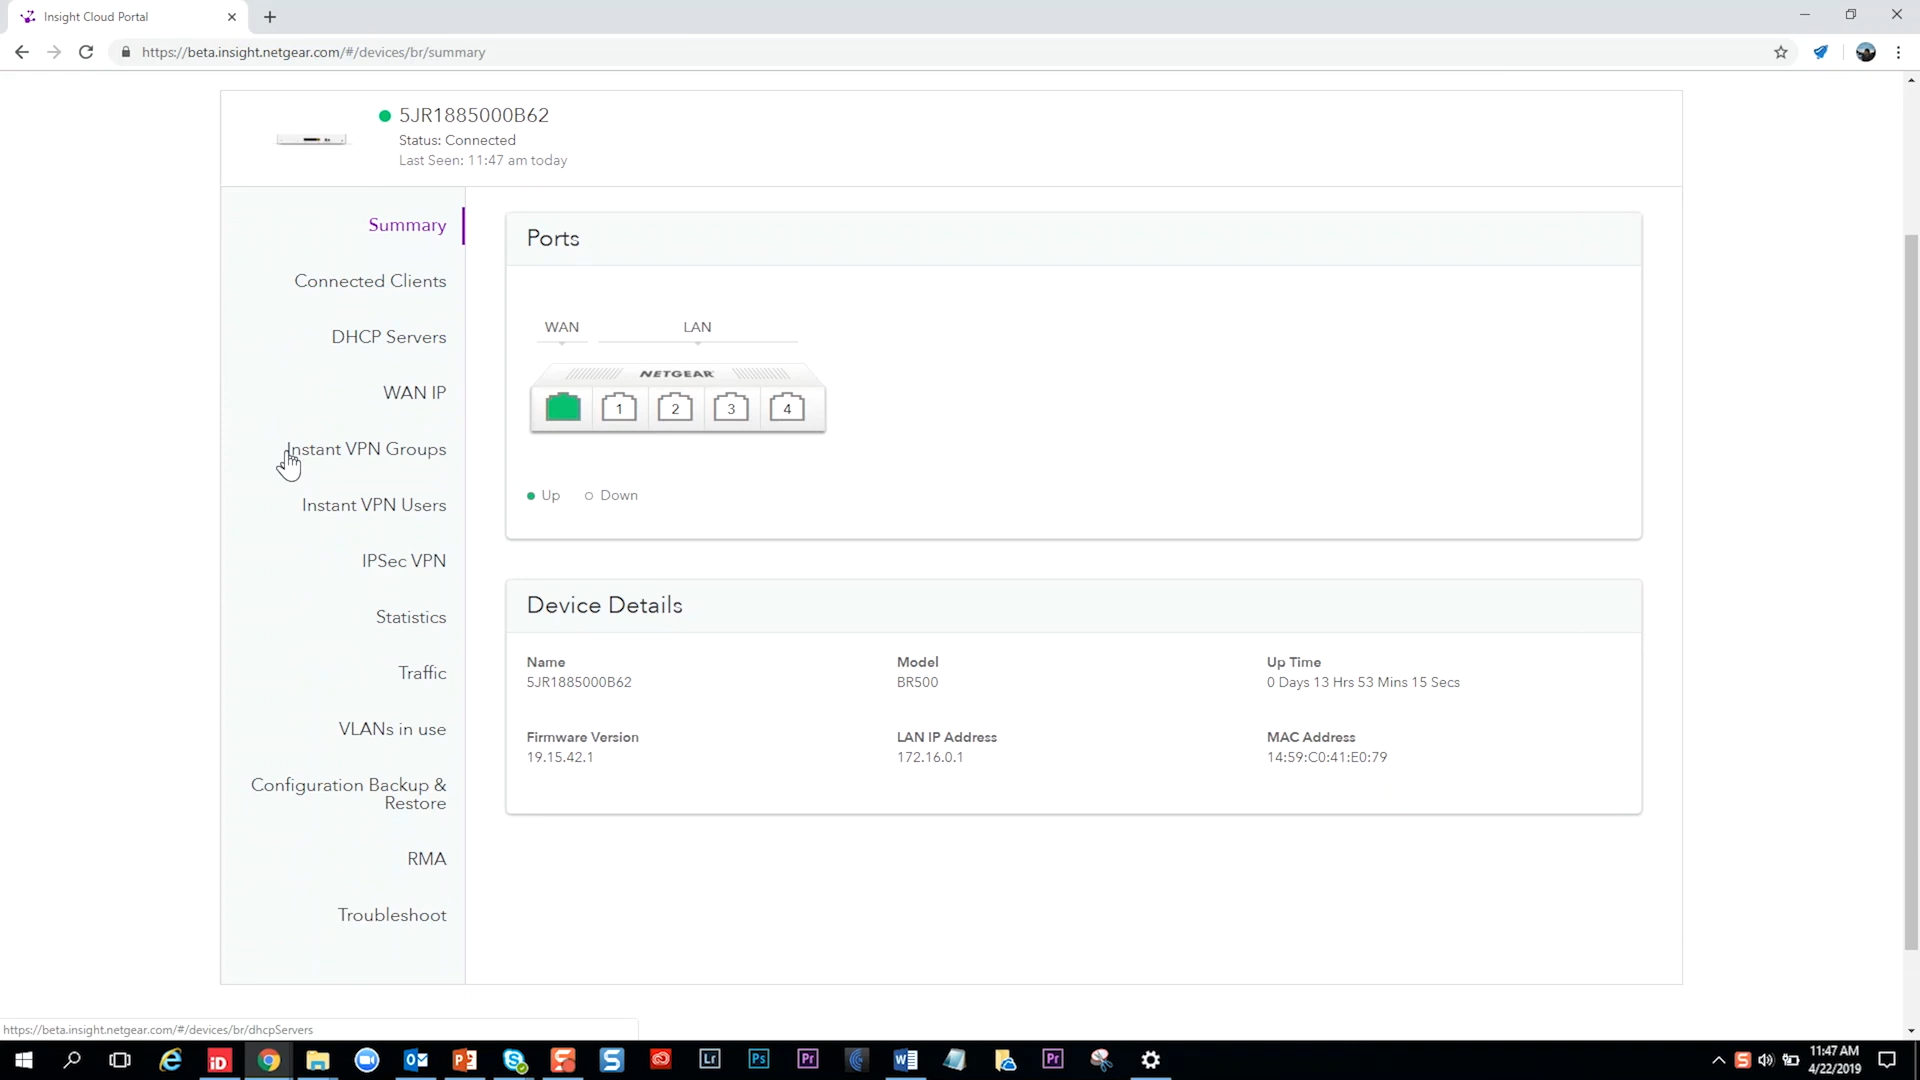 Insight Cloud Portal
https://beta.insight.netgear.com/#/devices/br/summary
5JR1885000B62
Status: Connected
Last Seen: 11:47 am today
Summary
Connected Clients
DHCP Servers
WAN IP
Instant VPN Groups
Instant VPN Users
IPSec VPN
Statistics
Traffic
VLANs in use
Configuration Backup &
Restore
RMA
Troubleshoot
Ports
WAN LAN
NETGEAR
1 2 3 4
Up Down
Device Details
Name Model Up Time
5JR1885000B62 BR500 0 Days 13 Hrs 53 Mins 15 Secs
Firmware Version LAN IP Address MAC Address
19.15.42.1 172.16.0.1 14:59:C0:41:E0:79
https://beta.insight.netgear.com/#/devices/br/dhcpServers
iD Lr Ps Pr Pr
11:47 AM
4/22/2019